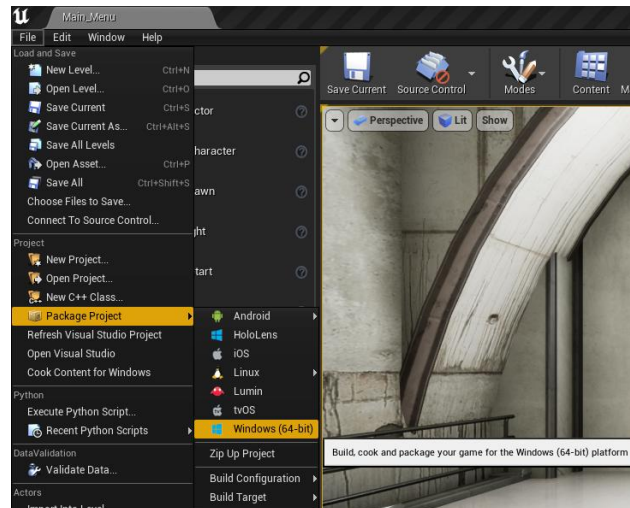 Main_Menu
File Edit Window Help
Load and Save
New Level... Ctrl+N
Open Level... Ctrl+O
Save Current Ctrl+S
Save Current As... Ctrl+Alt+S
Save All Levels
Open Asset... Ctrl+P
Save All Ctrl+Shift+S
Choose Files to Save...
Connect To Source Control...
Project
New Project...
Open Project...
New C++ Class...
Package Project
Refresh Visual Studio Project
Open Visual Studio
Cook Content for Windows
Python
Execute Python Script...
Recent Python Scripts
DataValidation
Validate Data...
Actors
Import Into Level
ctor
haracter
awn
ght
tart
Android
HoloLens
iOS
Linux
Lumin
tvOS
Windows (64-bit)
Zip Up Project
Build Configuration
Build Target
Save Current Source Control Modes Content M
Perspective Lit Show
Build, cook and package your game for the Windows (64-bit) platform